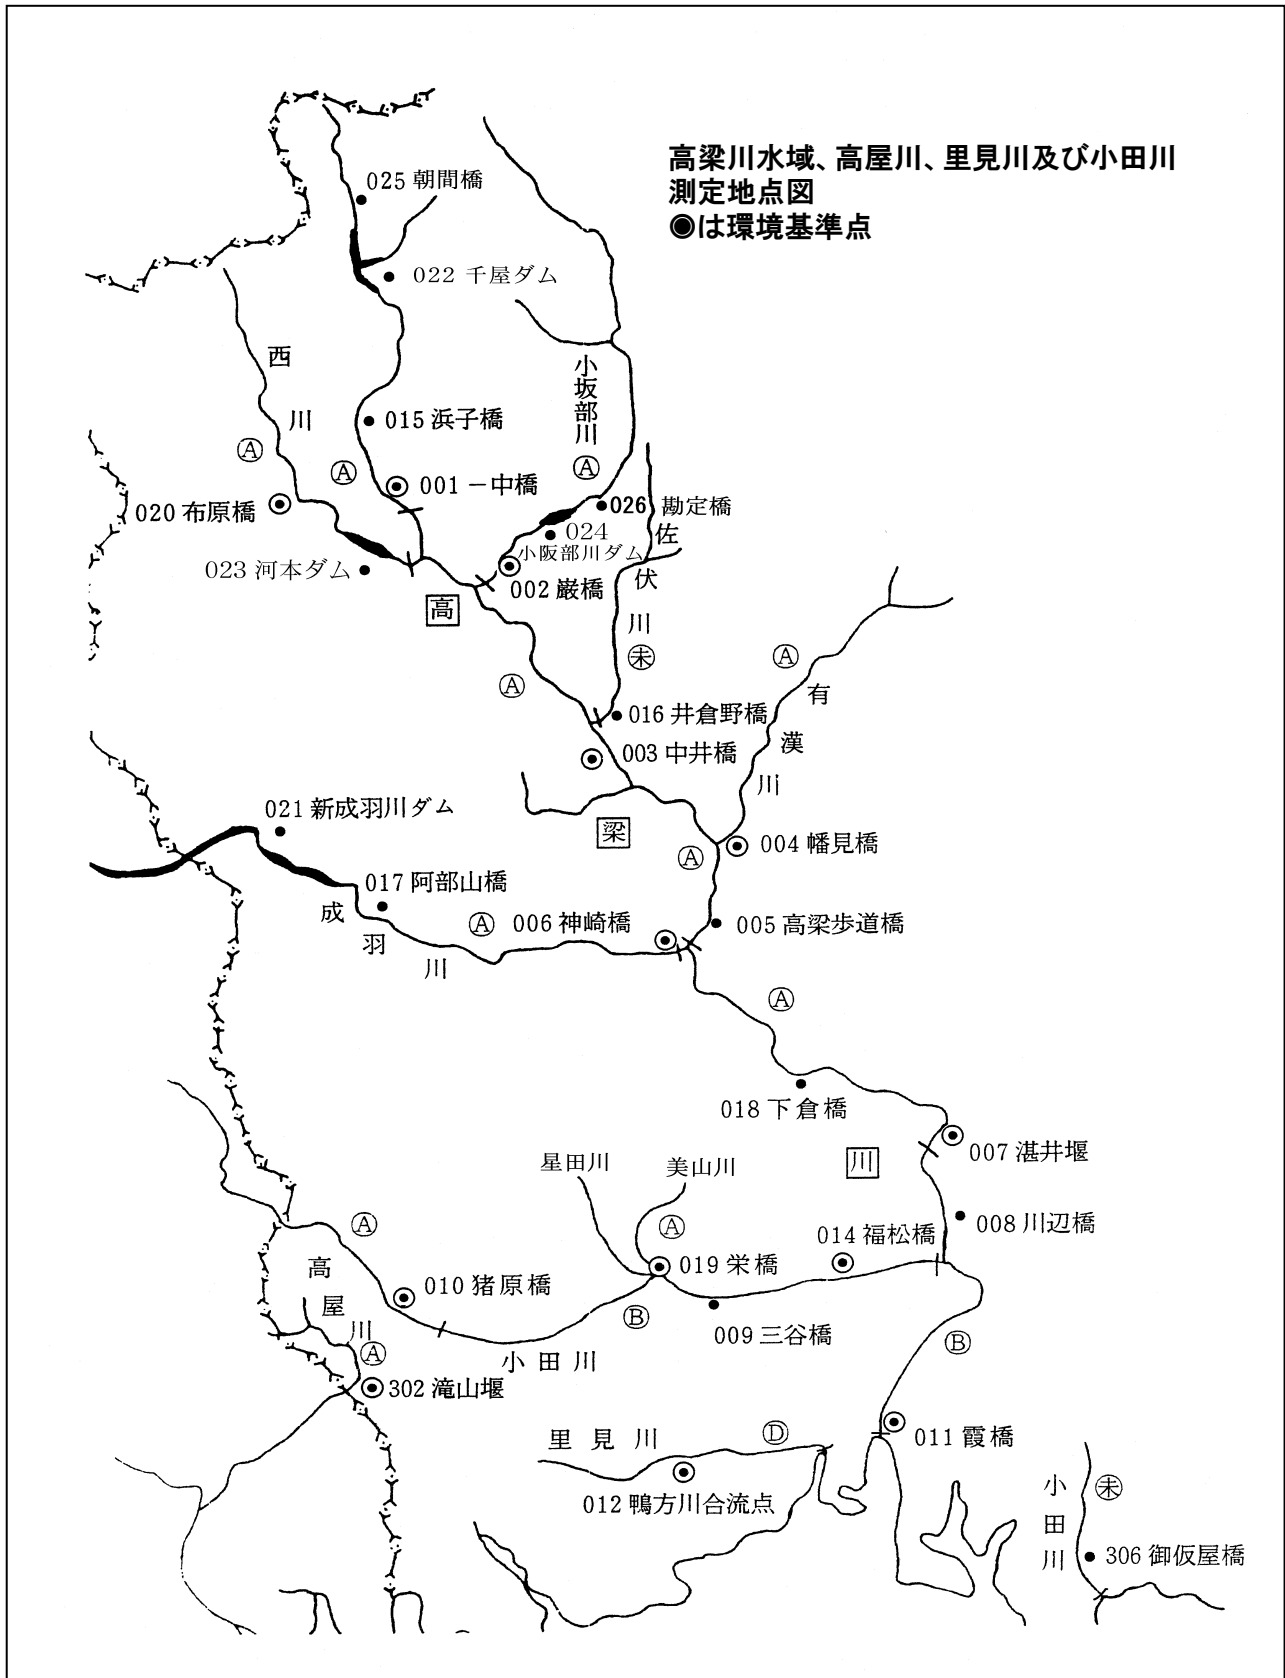 高梁川水域、高屋川、里見川及び小田川
測定地点図
◉は環境基準点
025 朝間橋
022 千屋ダム
西川
小坂部川
015 浜子橋
Ⓐ
Ⓐ
Ⓐ
001 一中橋
020 布原橋
026 勘定橋
024
小阪部川ダム
佐伏川
023 河本ダム
002 巌橋
高
未
Ⓐ
Ⓐ
有漢川
016 井倉野橋
003 中井橋
021 新成羽川ダム
梁
004 幡見橋
Ⓐ
017 阿部山橋
成羽川
Ⓐ
006 神崎橋
005 高梁歩道橋
Ⓐ
018 下倉橋
007 湛井堰
星田川
美山川
川
Ⓐ
Ⓐ
008 川辺橋
014 福松橋
高屋川
019 栄橋
010 猪原橋
Ⓑ
009 三谷橋
Ⓑ
小田川
Ⓐ
302 滝山堰
里見川
Ⓓ
011 霞橋
012 鴨方川合流点
小田川
未
306 御仮屋橋